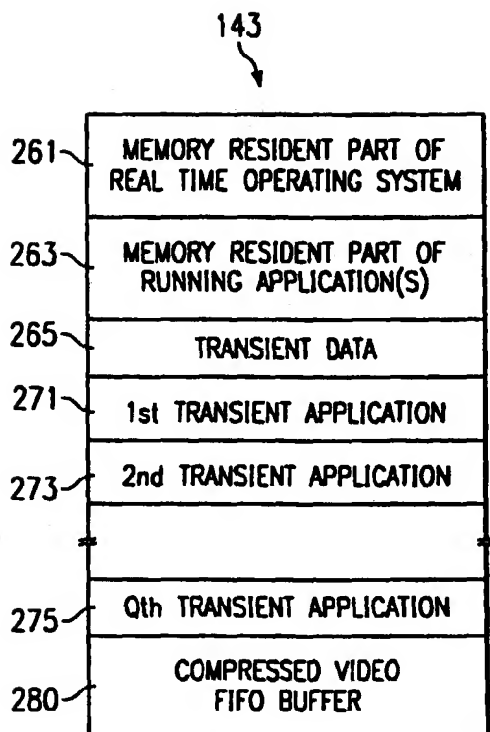 143
261 MEMORY RESIDENT PART OF
REAL TIME OPERATING SYSTEM
263 MEMORY RESIDENT PART OF
RUNNING APPLICATION(S)
265 TRANSIENT DATA
271 1st TRANSIENT APPLICATION
273 2nd TRANSIENT APPLICATION
275 Qth TRANSIENT APPLICATION
280 COMPRESSED VIDEO
FIFO BUFFER